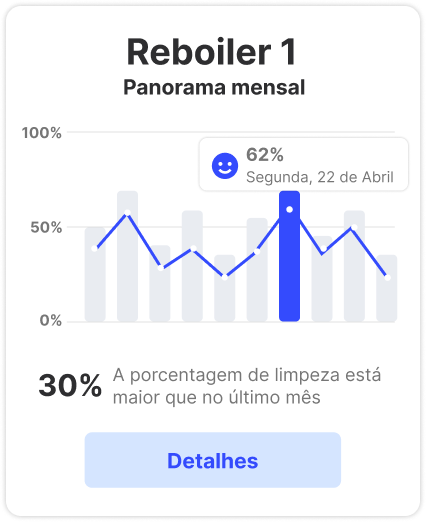 Reboiler 1
Panorama mensal
100%
62%
Segunda, 22 de Abril
50%
0%
30%
A porcentagem de limpeza está
maior que no último mês
Detalhes